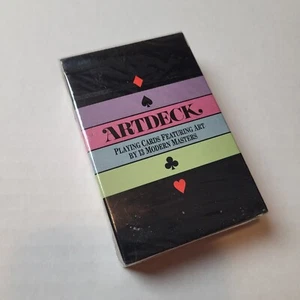 ARTDECK
PLAYING CARDS FEATURING ART
BY 13 MODERN MASTERS